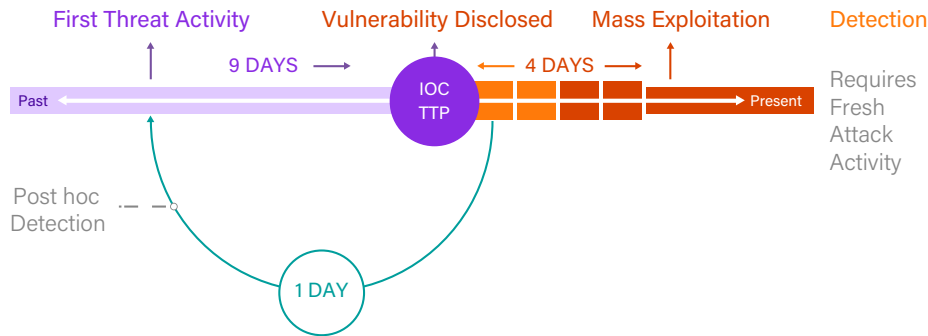 First Threat Activity
Vulnerability Disclosed
Mass Exploitation
Detection
9 DAYS
4 DAYS
IOC
TTP
Past
Present
Requires
Fresh
Attack
Activity
Post hoc
Detection
1 DAY